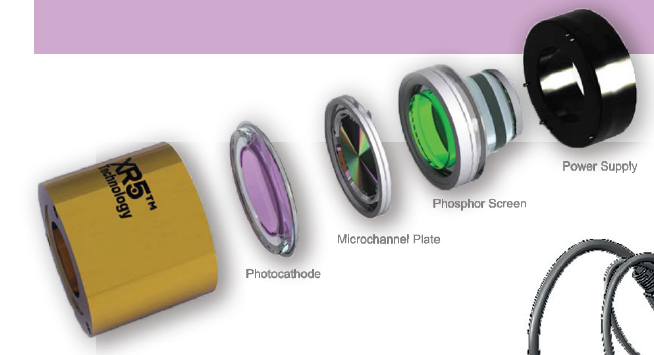 XR5™
Technology
Photocathode
Microchannel Plate
Phosphor Screen
Power Supply